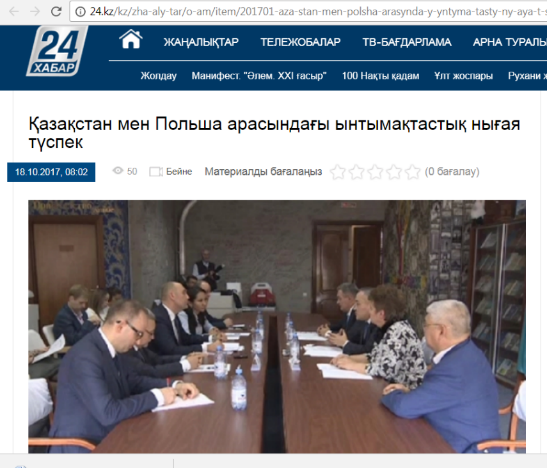 24.kz/kz/zha-aly-tar/o-am/item/201701-aza-stan-men-polsha-arasynda-y-yntyma-tasty-ny-aya-t-s
24
ХАБАР
ЖАҢАЛЫҚТАР ТЕЛЕЖОБАЛАР ТВ-БАҒДАРЛАМА АРНА ТУРАЛЫ
Жолдау Манифест. "Әлем. XXI ғасыр" 100 Нақты қадам Ұлт жоспары Рухани
Қазақстан мен Польша арасындағы ынтымақтастық нығая
түспек
18.10.2017, 08:02 50 Бейне Материалды бағалаңыз (0 бағалау)